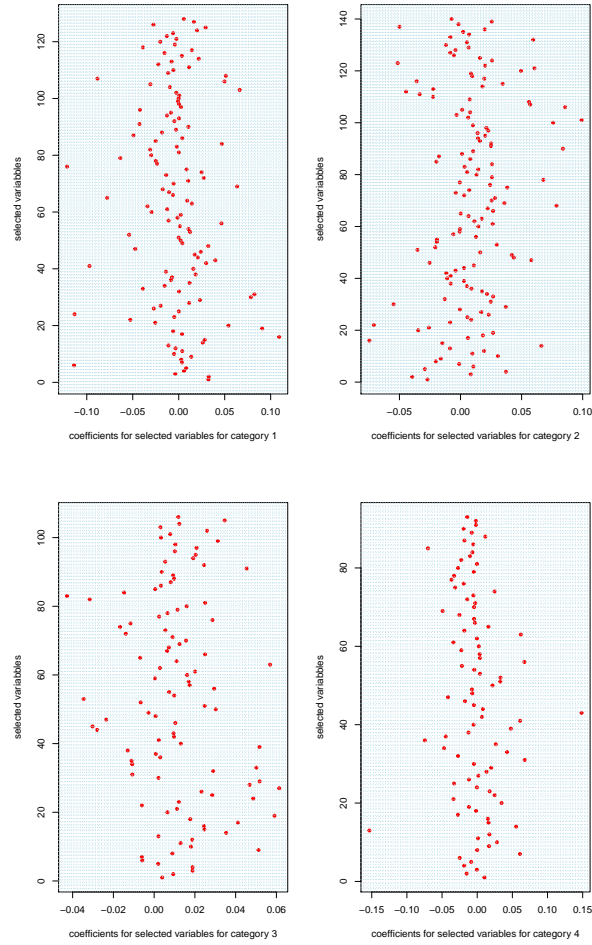 selected variabbles
0 20 40 60 80 100 120
−0.10 −0.05 0.00 0.05 0.10
coefficients for selected variables for category 1
selected variables
0 20 40 60 80 100 120 140
−0.05 0.00 0.05 0.10
coefficients for selected variables for category 2
selected variables
0 20 40 60 80 100
−0.04 −0.02 0.00 0.02 0.04 0.06
coefficients for selected variables for category 3
selected variables
0 20 40 60 80
−0.15 −0.10 −0.05 0.00 0.05 0.10 0.15
coefficients for selected variables for category 4